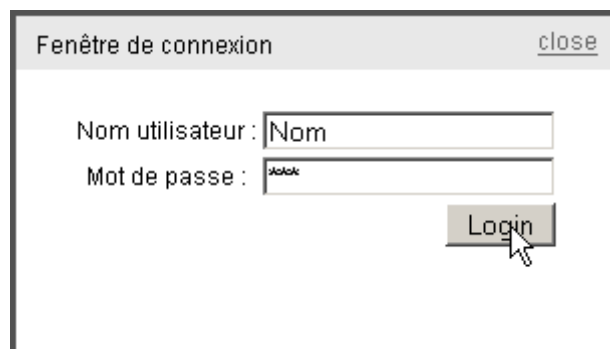 Fenêtre de connexion close
Nom utilisateur : Nom
Mot de passe : ***
Login